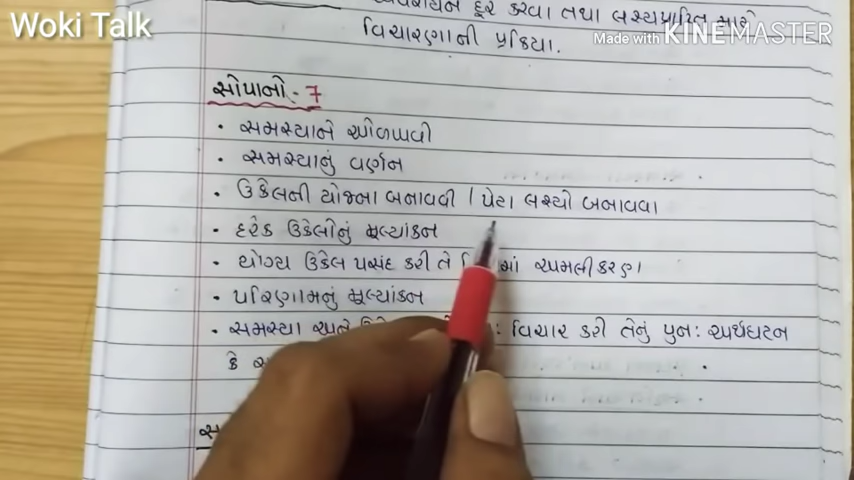 Woki Talk
દૂર કરવા તથા લક્ષ્યપ્રાપ્તિ માટે
વિચારણાની પ્રક્રિયા.
Made with KINEMASTER
સોપાનો - 7
• સમસ્યાને ઓળખવી
• સમસ્યાનું વર્ણન
• ઉકેલની યોજના બનાવવી / પેટા લક્ષ્યો બનાવવા
• દરેક ઉકેલોનું મૂલ્યાંકન
• યોગ્ય ઉકેલ પસંદ કરી તે અમલીકરણ
• પરિણામનું મૂલ્યાંકન
• સમસ્યા અને વિચાર કરી તેનું પુન: અર્થઘટન
કે